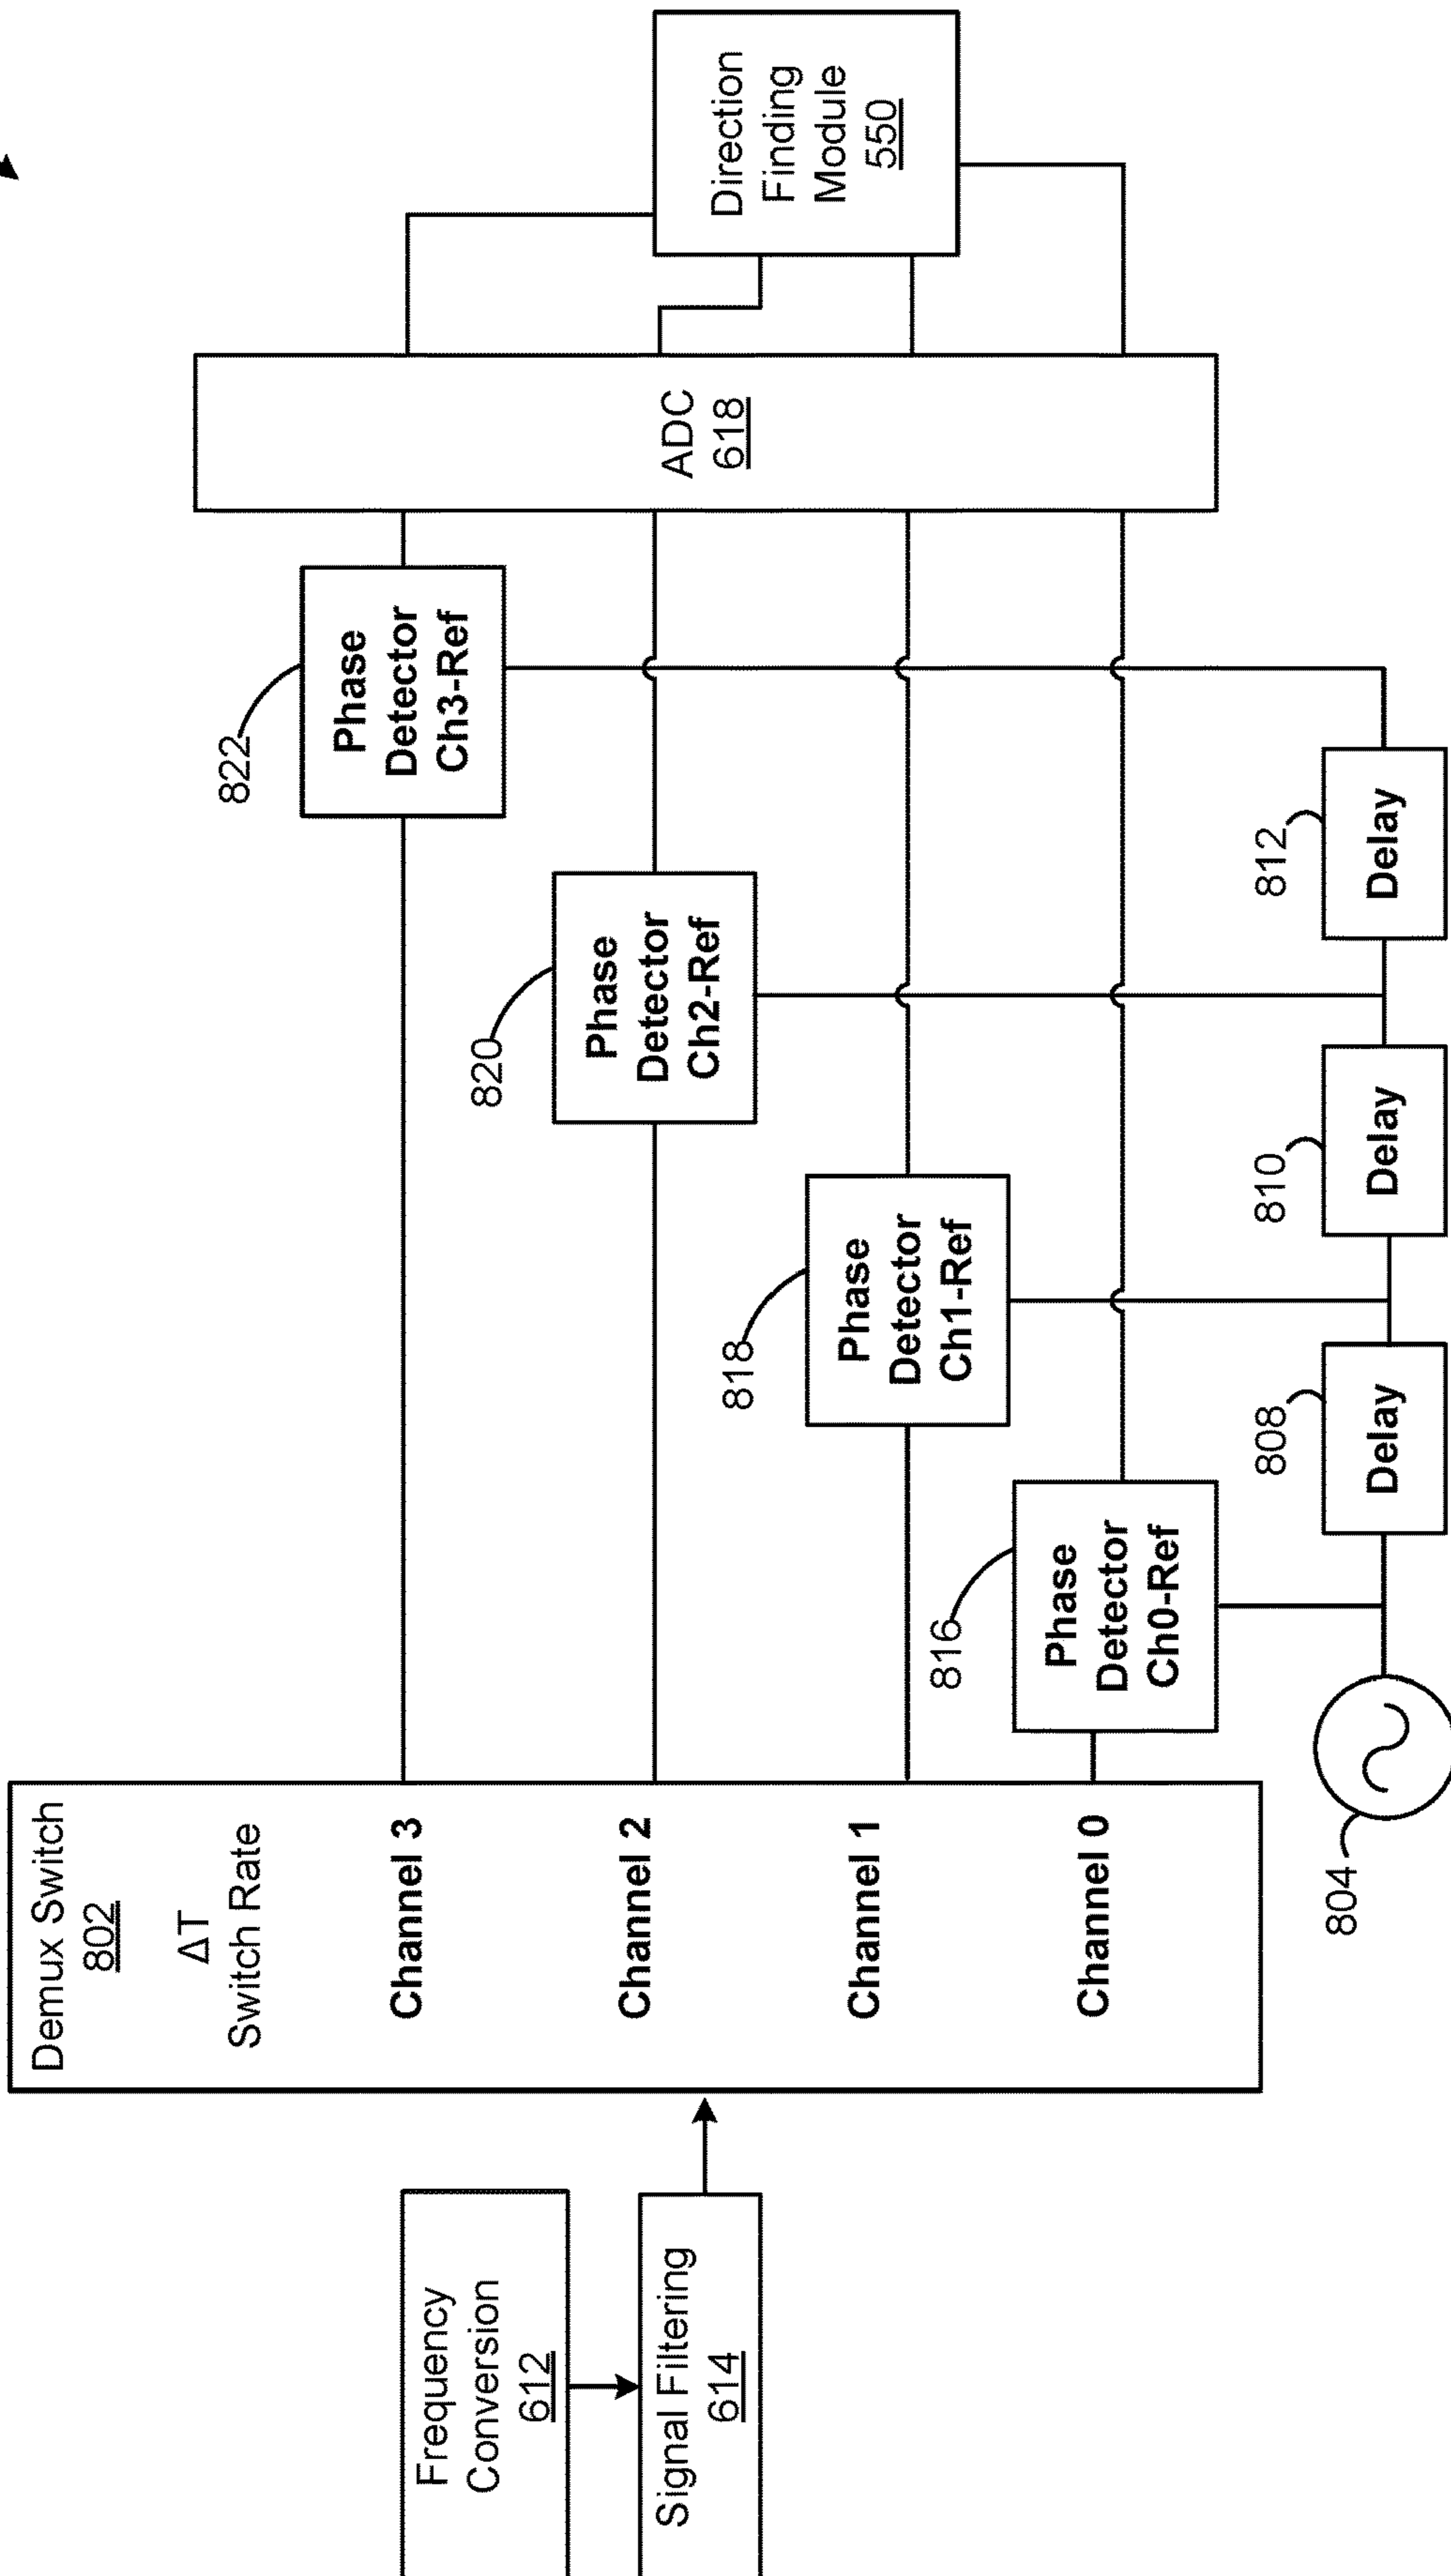 Frequency
Conversion
612
Signal Filtering
614
Demux Switch
802
ΔT
Switch Rate
Channel 3
Channel 2
Channel 1
Channel 0
804
816
Phase
Detector
Ch0-Ref
818
Phase
Detector
Ch1-Ref
820
Phase
Detector
Ch2-Ref
822
Phase
Detector
Ch3-Ref
808
Delay
810
Delay
812
Delay
ADC
618
Direction
Finding
Module
550